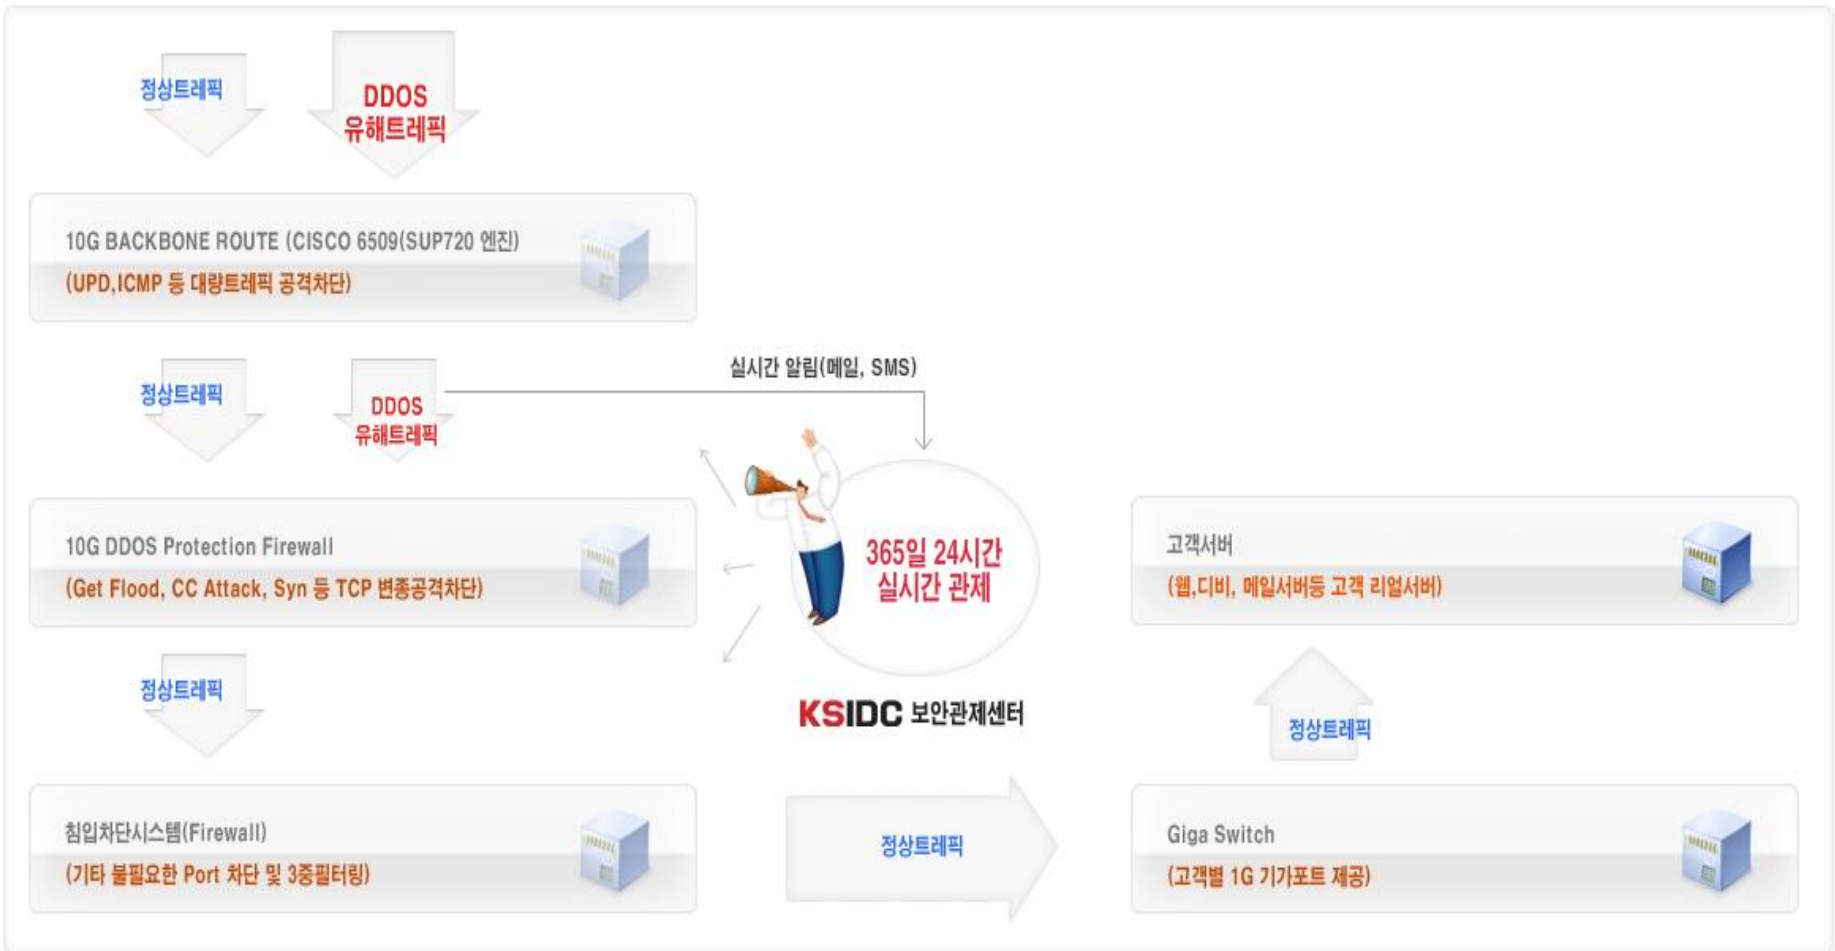 정상트레픽
DDOS
유해트레픽
10G BACKBONE ROUTE (CISCO 6509(SUP720 엔진)
(UPD,ICMP 등 대량트레픽 공격차단)
정상트레픽
DDOS
유해트레픽
실시간 알림(메일, SMS)
10G DDOS Protection Firewall
(Get Flood, CC Attack, Syn 등 TCP 변종공격차단)
365일 24시간
실시간 관제
KSIDC 보안관제센터
고객서버
(웹,디비, 메일서버등 고객 리얼서버)
정상트레픽
정상트레픽
침입차단시스템(Firewall)
(기타 불필요한 Port 차단 및 3중필터링)
정상트레픽
Giga Switch
(고객별 1G 기가포트 제공)